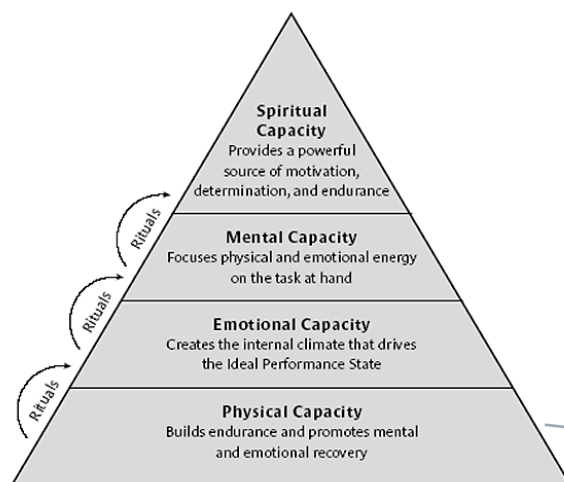 Spiritual
Capacity
Provides a powerful
source of motivation,
determination, and endurance
Rituals
Mental Capacity
Focuses physical and emotional energy
on the task at hand
Rituals
Emotional Capacity
Creates the internal climate that drives
the Ideal Performance State
Rituals
Physical Capacity
Builds endurance and promotes mental
and emotional recovery